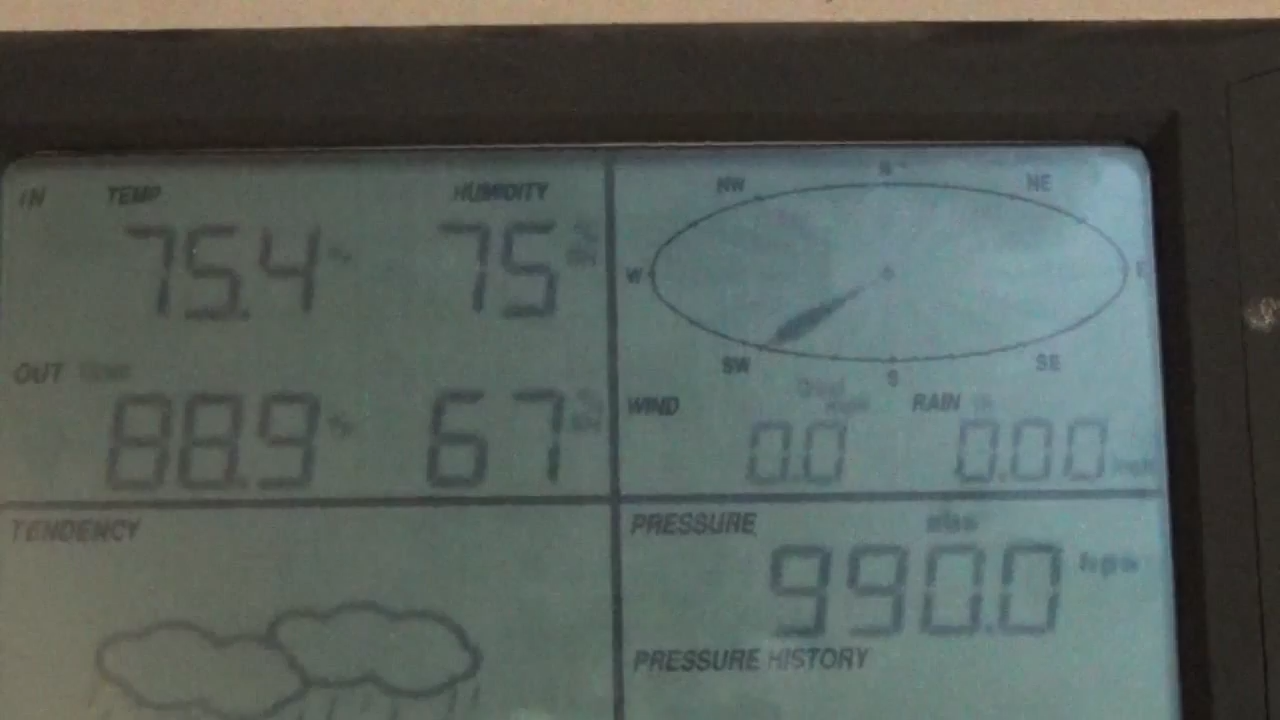 IN TEMP HUMIDITY
75.4 °F 75 %
OUT TEMP
88.9 °F 67 %
TENDENCY
N
NW NE
W E
SW SE
S
WIND RAIN
0.0 0.00
PRESSURE
990.0 hpa
PRESSURE HISTORY